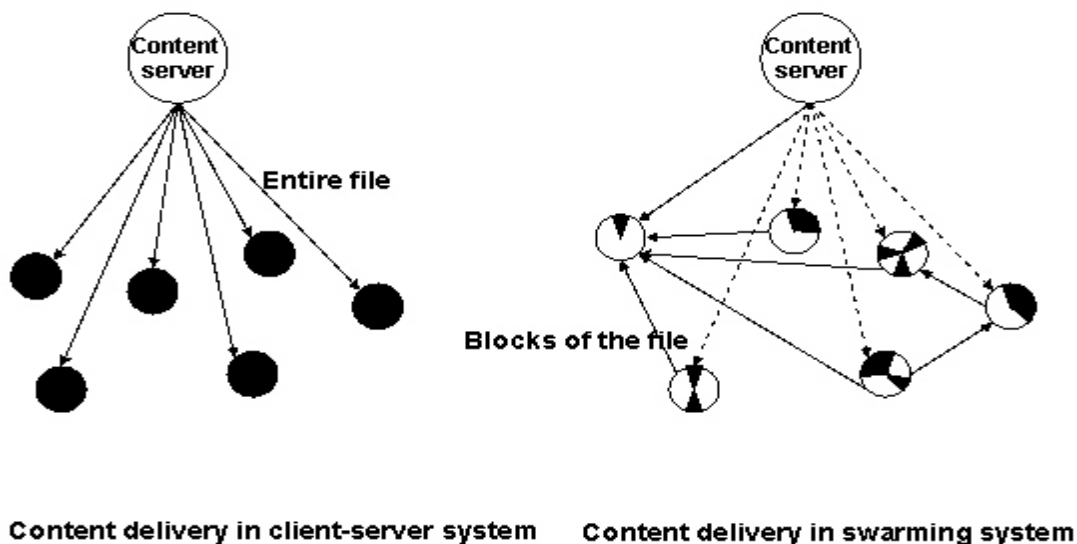 Content
server
Entire file
Content delivery in client-server system
Content
server
Blocks of the file
Content delivery in swarming system